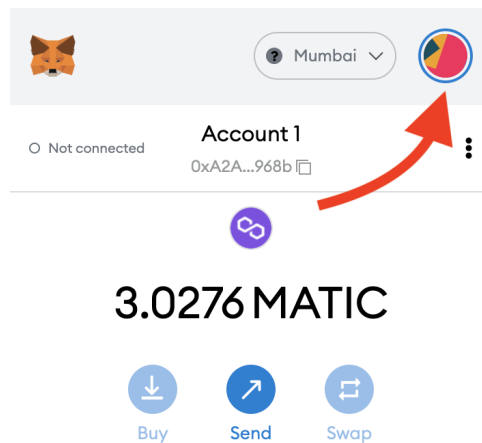 Mumbai
Not connected
Account 1
0xA2A...968b
3.0276 MATIC
Buy
Send
Swap